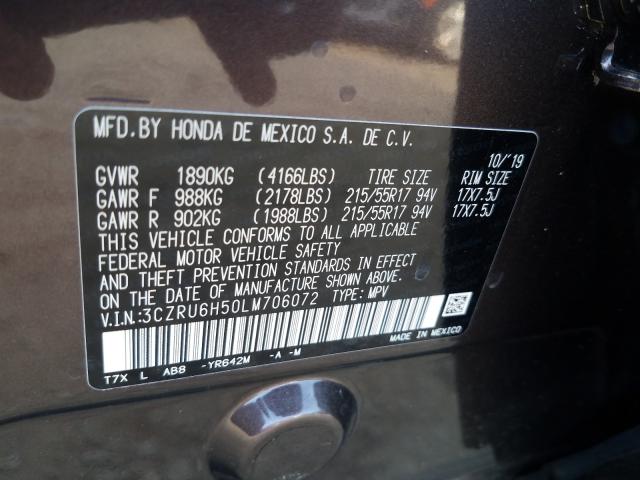 MFD.BY HONDA DE MEXICO S.A. DE C.V.
10/'19
GVWR 1890KG (4166LBS) TIRE SIZE RIM SIZE
GAWR F 988KG (2178LBS) 215/55R17 94V 17X7.5J
GAWR R 902KG (1988LBS) 215/55R17 94V 17X7.5J
THIS VEHICLE CONFORMS TO ALL APPLICABLE
FEDERAL MOTOR VEHICLE SAFETY
AND THEFT PREVENTION STANDARDS IN EFFECT
ON THE DATE OF MANUFACTURE SHOWN ABOVE.
V.I.N:3CZRU6H50LM706072 TYPE: MPV
MADE IN MEXICO
T7X L AB8 -YR642M -A -M